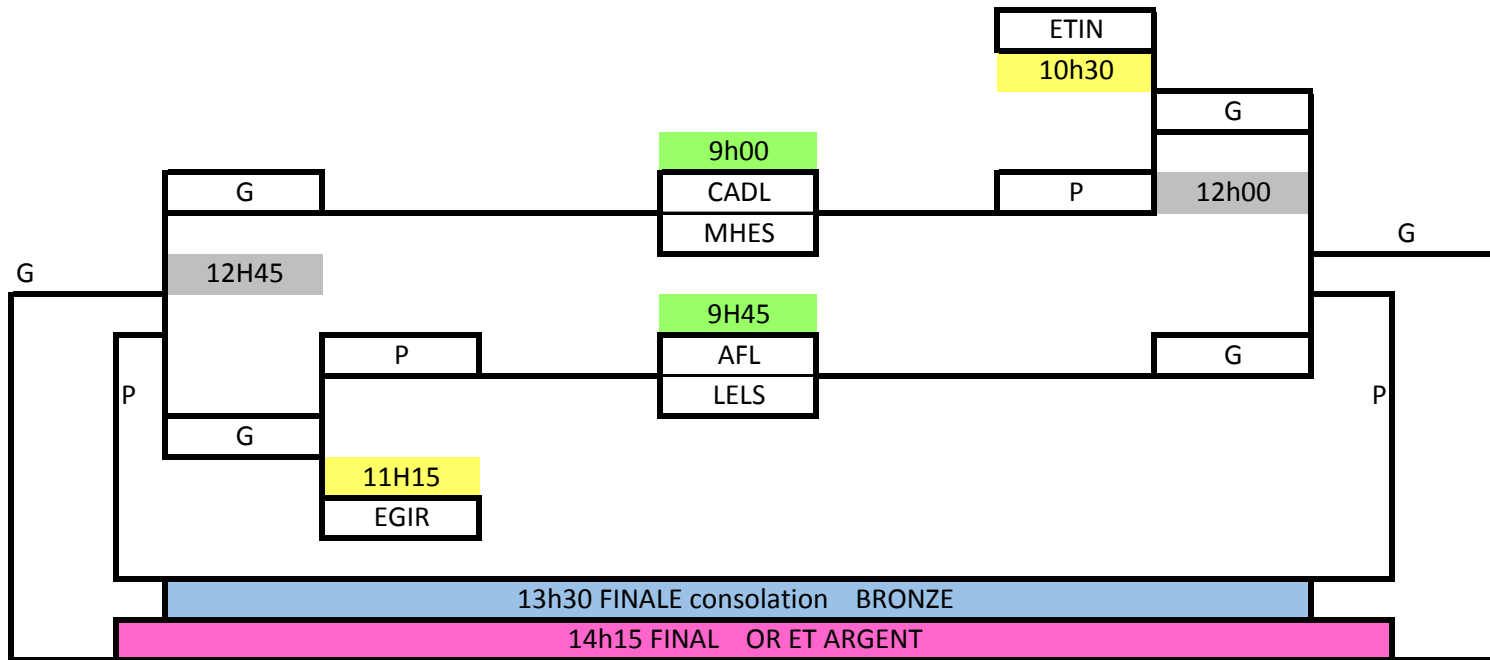 ETIN
10h30
G
9h00
G
CADL
P
12h00
MHES
G
G
12H45
9H45
P
AFL
G
P
LELS
P
G
11H15
EGIR
13h30 FINALE consolation BRONZE
14h15 FINAL OR ET ARGENT